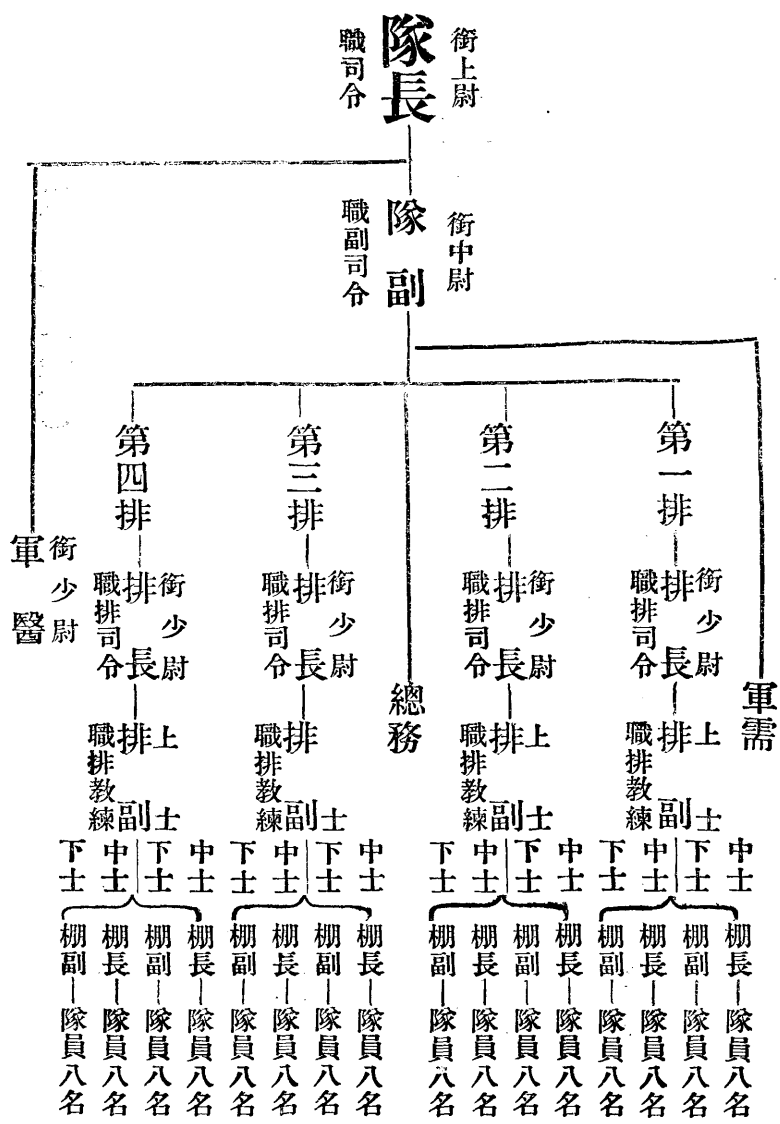 銜上尉
隊長
職司令
銜中尉
隊副
職副司令
軍需
第一排
銜少尉
排長
職排司令
上士
排副
職排教練
中士
下士
中士
下士
棚長
棚副
棚長
棚副
隊員八名
隊員八名
隊員八名
隊員八名
第二排
銜少尉
排長
職排司令
上士
排副
職排教練
中士
下士
中士
下士
棚長
棚副
棚長
棚副
隊員八名
隊員八名
隊員八名
隊員八名
總務
第三排
銜少尉
排長
職排司令
士
排副
職排教練
中士
下士
中士
下士
棚長
棚副
棚長
棚副
隊員八名
隊員八名
隊員八名
隊員八名
第四排
銜少尉
排長
職排司令
上士
排副
職排教練
中士
下士
中士
下士
棚長
棚副
棚長
棚副
隊員八名
隊員八名
隊員八名
隊員八名
銜少尉
軍醫